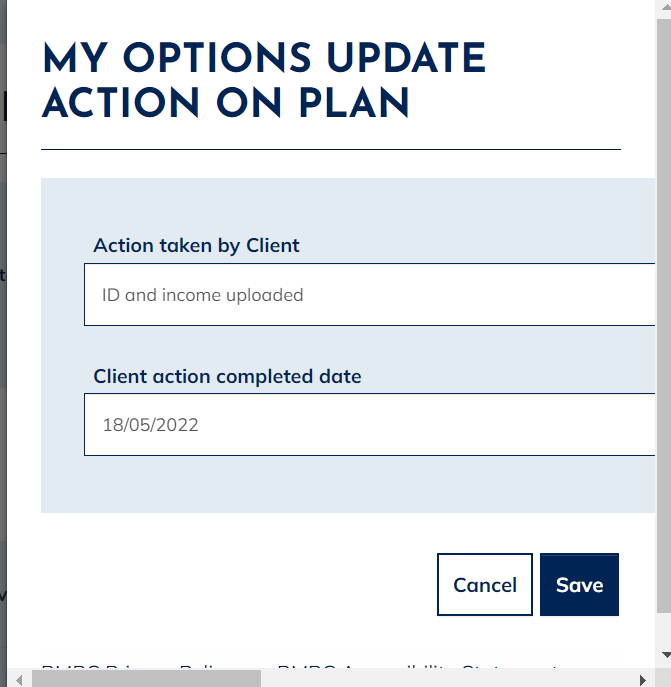 MY OPTIONS UPDATE
ACTION ON PLAN
Action taken by Client
ID and income uploaded
Client action completed date
18/05/2022
Cancel
Save